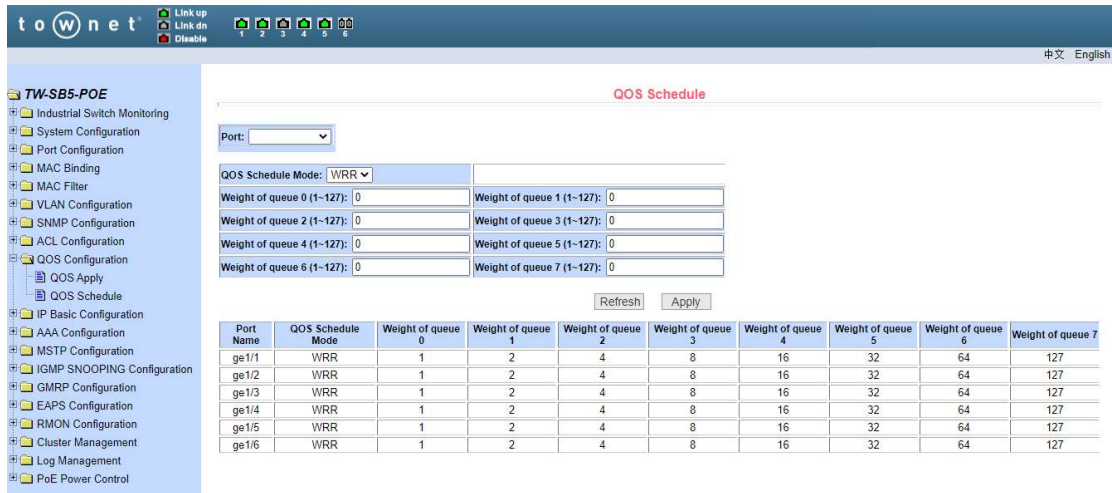 townet
Link up
Link dn
Disable
1 2 3 4 5 6
中文 English
TW-SB5-POE
Industrial Switch Monitoring
System Configuration
Port Configuration
MAC Binding
MAC Filter
VLAN Configuration
SNMP Configuration
ACL Configuration
QOS Configuration
QOS Apply
QOS Schedule
IP Basic Configuration
AAA Configuration
MSTP Configuration
IGMP SNOOPING Configuration
GMRP Configuration
EAPS Configuration
RMON Configuration
Cluster Management
Log Management
PoE Power Control
QOS Schedule
Port:
QOS Schedule Mode: WRR
Weight of queue 0 (1~127): 0 Weight of queue 1 (1~127): 0
Weight of queue 2 (1~127): 0 Weight of queue 3 (1~127): 0
Weight of queue 4 (1~127): 0 Weight of queue 5 (1~127): 0
Weight of queue 6 (1~127): 0 Weight of queue 7 (1~127): 0
Refresh Apply
Port Name QOS Schedule Mode Weight of queue 0 Weight of queue 1 Weight of queue 2 Weight of queue 3 Weight of queue 4 Weight of queue 5 Weight of queue 6 Weight of queue 7
ge1/1 WRR 1 2 4 8 16 32 64 127
ge1/2 WRR 1 2 4 8 16 32 64 127
ge1/3 WRR 1 2 4 8 16 32 64 127
ge1/4 WRR 1 2 4 8 16 32 64 127
ge1/5 WRR 1 2 4 8 16 32 64 127
ge1/6 WRR 1 2 4 8 16 32 64 127